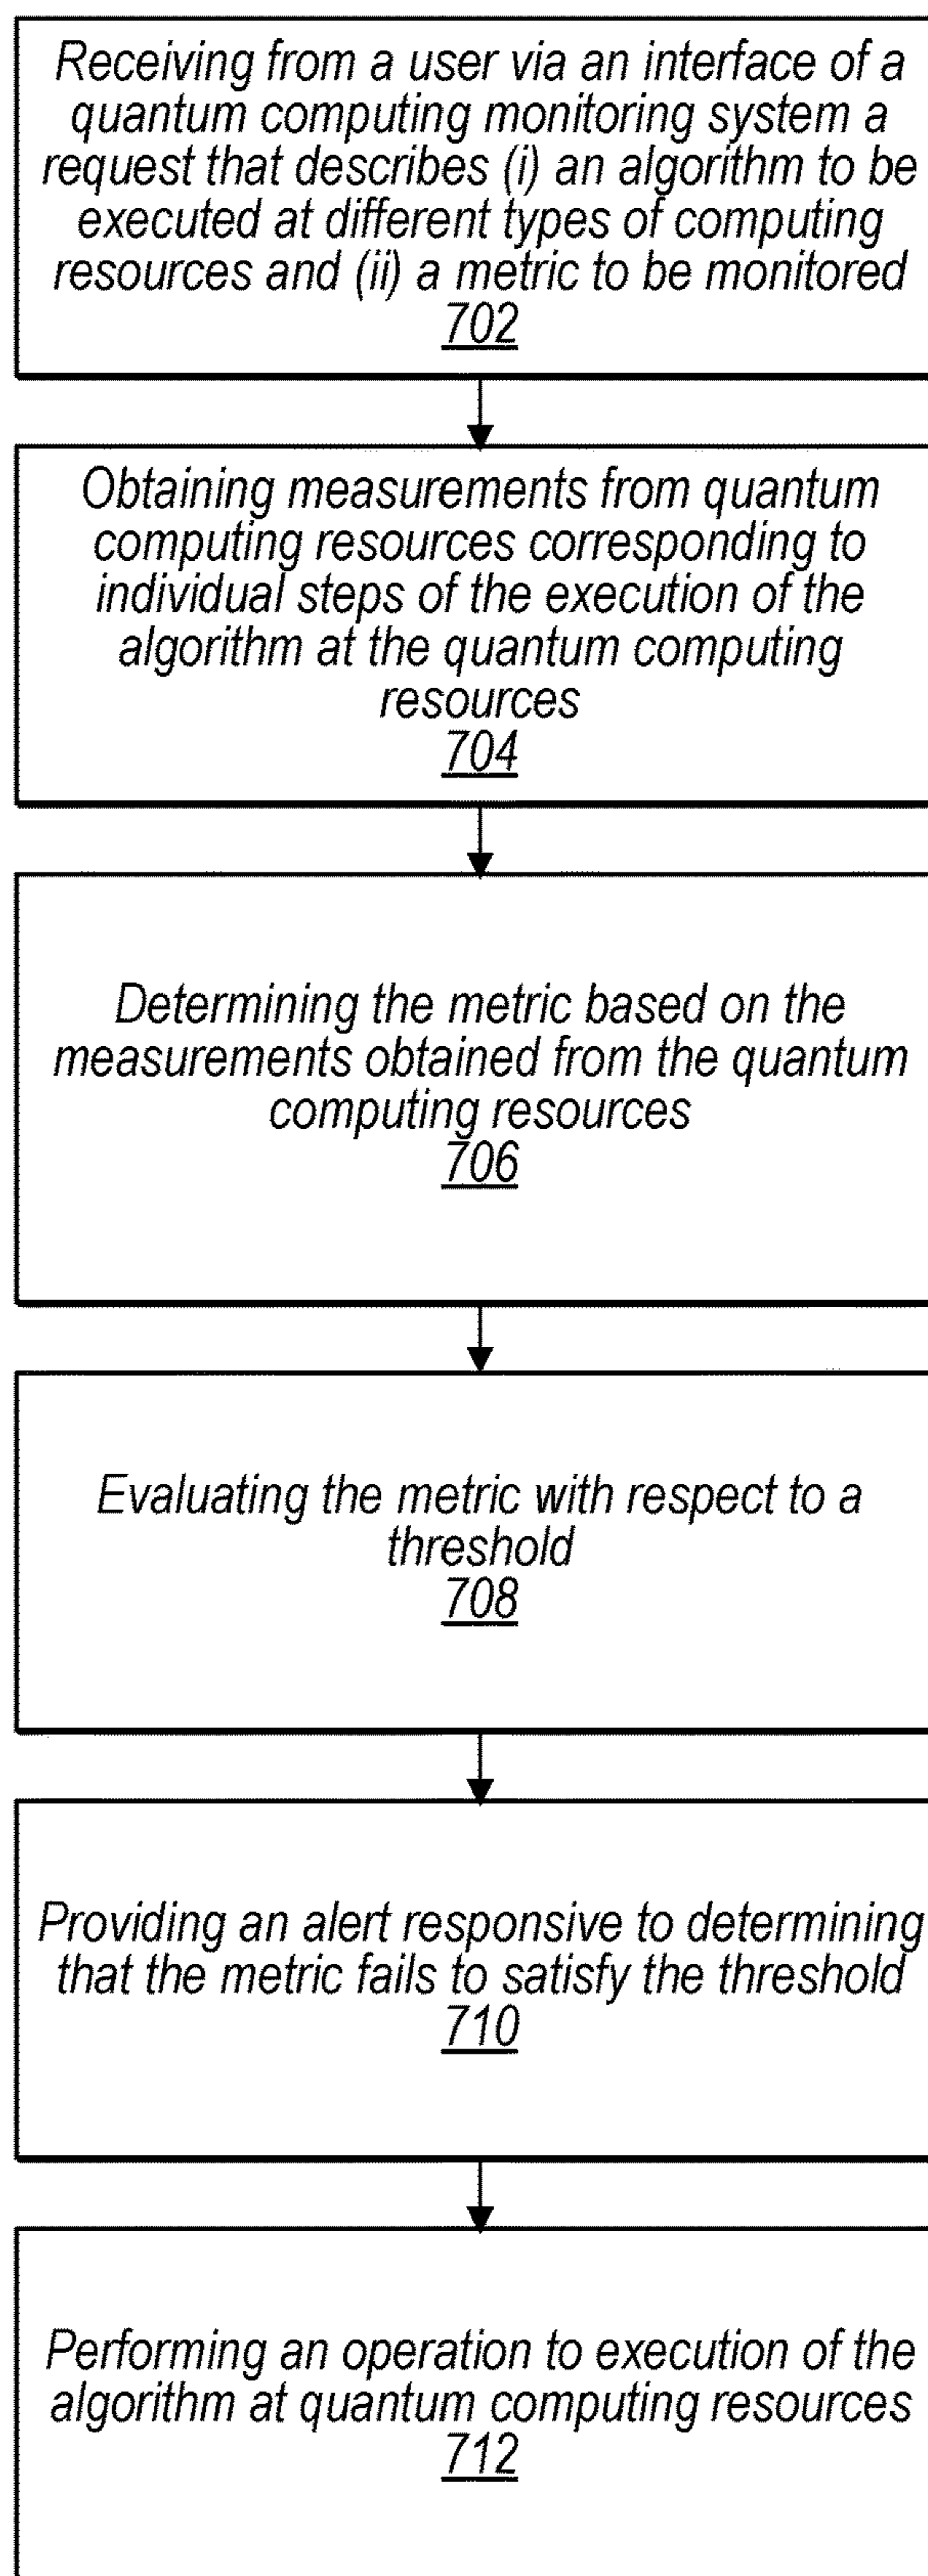 Receiving from a user via an interface of a
quantum computing monitoring system a
request that describes (i) an algorithm to be
executed at different types of computing
resources and (ii) a metric to be monitored
702
Obtaining measurements from quantum
computing resources corresponding to
individual steps of the execution of the
algorithm at the quantum computing
resources
704
Determining the metric based on the
measurements obtained from the quantum
computing resources
706
Evaluating the metric with respect to a
threshold
708
Providing an alert responsive to determining
that the metric fails to satisfy the threshold
710
Performing an operation to execution of the
algorithm at quantum computing resources
712